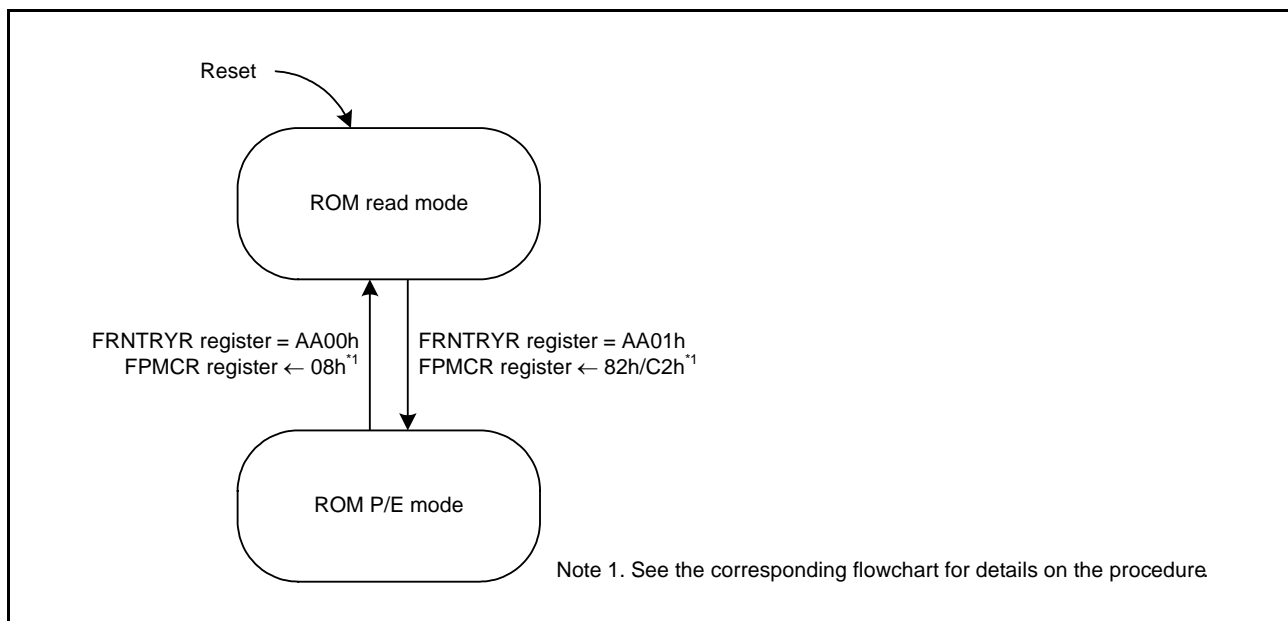 Reset
ROM read mode
FRNTRYR register = AA00h
FPMCR register ← 08h*1
FRNTRYR register = AA01h
FPMCR register ← 82h/C2h*1
ROM P/E mode
Note 1. See the corresponding flowchart for details on the procedure.